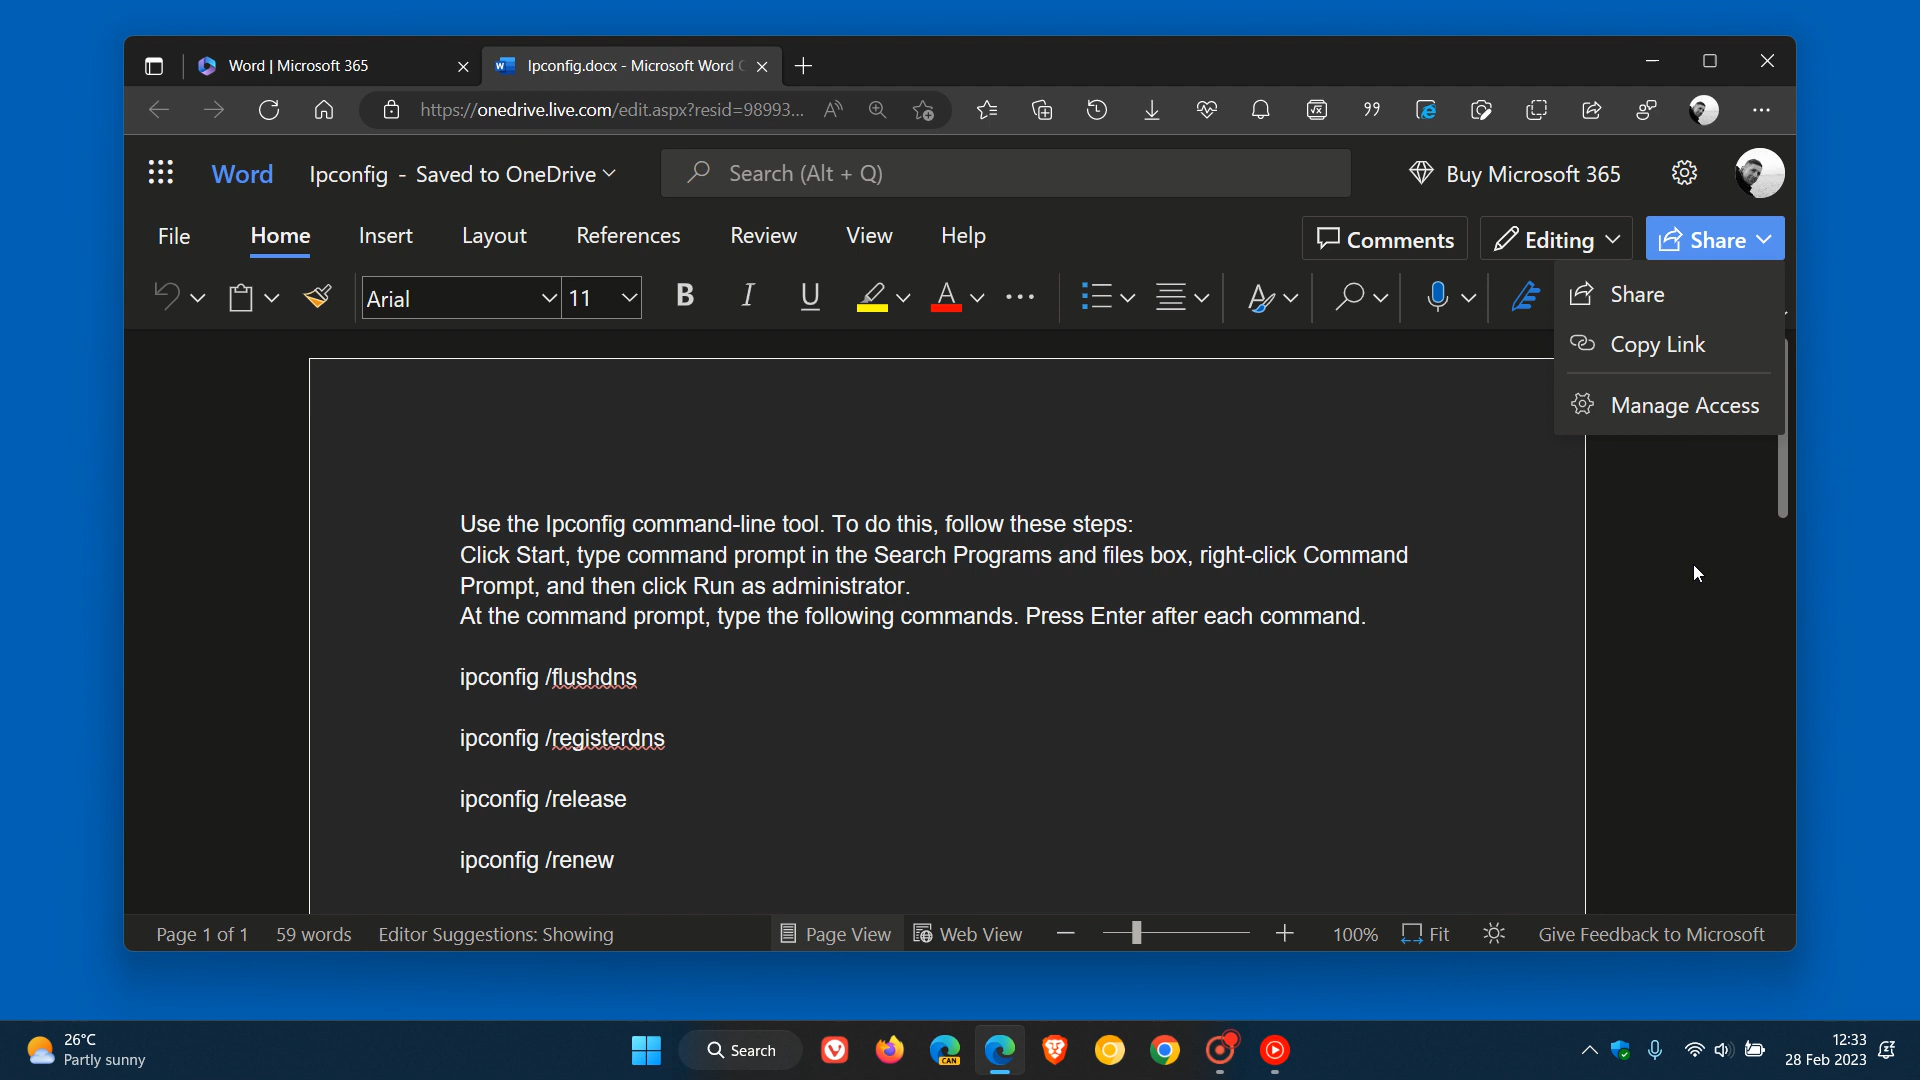 Word | Microsoft 365
Ipconfig.docx - Microsoft Word
https://onedrive.live.com/edit.aspx?resid=98993...
Word
Ipconfig - Saved to OneDrive
Search (Alt + Q)
Buy Microsoft 365
File
Home
Insert
Layout
References
Review
View
Help
Comments
Editing
Share
Arial
11
B
I
U
A
Share
Copy Link
Manage Access
Use the Ipconfig command-line tool. To do this, follow these steps:
Click Start, type command prompt in the Search Programs and files box, right-click Command
Prompt, and then click Run as administrator.
At the command prompt, type the following commands. Press Enter after each command.
ipconfig /flushdns
ipconfig /registerdns
ipconfig /release
ipconfig /renew
Page 1 of 1
59 words
Editor Suggestions: Showing
Page View
Web View
100%
Fit
Give Feedback to Microsoft
26°C
Partly sunny
Search
CAN
12:33
28 Feb 2023